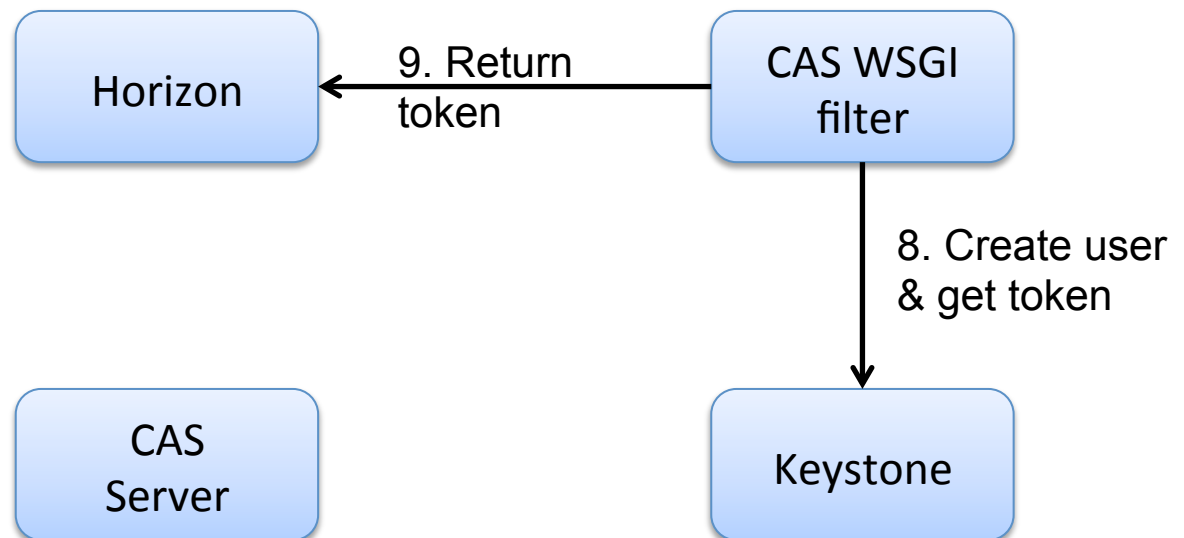 Horizon
9. Return
token
CAS WSGI
filter
8. Create user
& get token
CAS
Server
Keystone